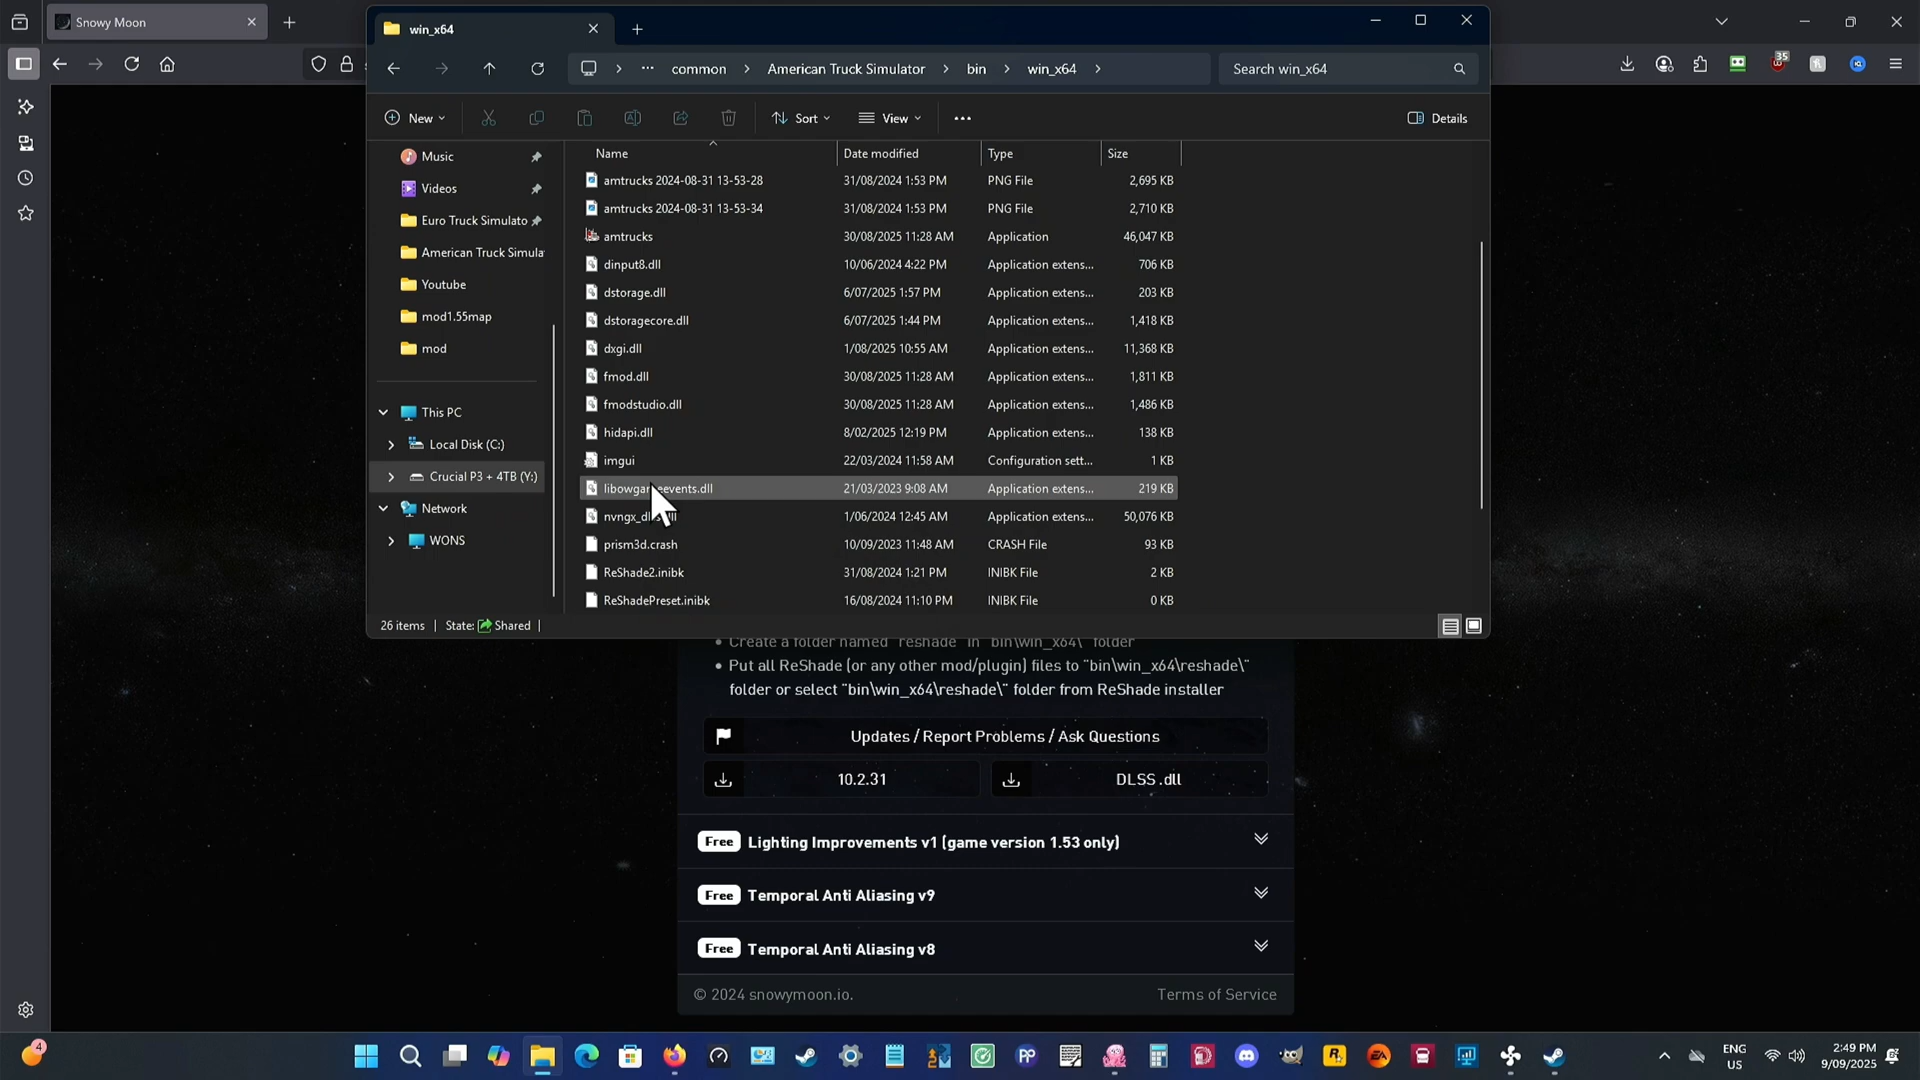 Snowy Moon
win_x64
common > American Truck Simulator > bin > win_x64 >
Search win_x64
35
New
Sort
View
Details
Music
Videos
Euro Truck Simulato
American Truck Simula
Youtube
mod1.55map
mod
This PC
Local Disk (C:)
Crucial P3 + 4TB (Y:)
Network
WONS
Name Date modified Type Size
amtrucks 2024-08-31 13-53-28 31/08/2024 1:53 PM PNG File 2,695 KB
amtrucks 2024-08-31 13-53-34 31/08/2024 1:53 PM PNG File 2,710 KB
amtrucks 30/08/2025 11:28 AM Application 46,047 KB
dinput8.dll 10/06/2024 4:22 PM Application extens... 706 KB
dstorage.dll 6/07/2025 1:57 PM Application extens... 203 KB
dstoragecore.dll 6/07/2025 1:44 PM Application extens... 1,418 KB
dxgi.dll 1/08/2025 10:55 AM Application extens... 11,368 KB
fmod.dll 30/08/2025 11:28 AM Application extens... 1,811 KB
fmodstudio.dll 30/08/2025 11:28 AM Application extens... 1,486 KB
hidapi.dll 8/02/2025 12:19 PM Application extens... 138 KB
imgui 22/03/2023 11:58 AM Configuration sett... 1 KB
21/03/2023 9:08 AM Application extens... 219 KB
1/06/2024 12:45 AM Application extens... 50,076 KB
prism3d.crash 10/09/2023 11:48 AM CRASH File 93 KB
ReShade2.inibk 31/08/2024 1:21 PM INIBK File 2 KB
ReShadePreset.inibk 16/08/2024 11:10 PM INIBK File 0 KB
26 items State: Shared
• Create a folder named "reshade" in "bin\win_x64\" folder
• Put all ReShade (or any other mod/plugin) files to "bin\win_x64\reshade\"
folder or select "bin\win_x64\reshade\" folder from ReShade installer
Updates / Report Problems / Ask Questions
10.2.31
DLSS .dll
Free Lighting Improvements v1 (game version 1.53 only)
Free Temporal Anti Aliasing v9
Free Temporal Anti Aliasing v8
© 2024 snowymoon.io.
Terms of Service
4
PP
EA
ENG
US
2:49 PM
9/09/2025